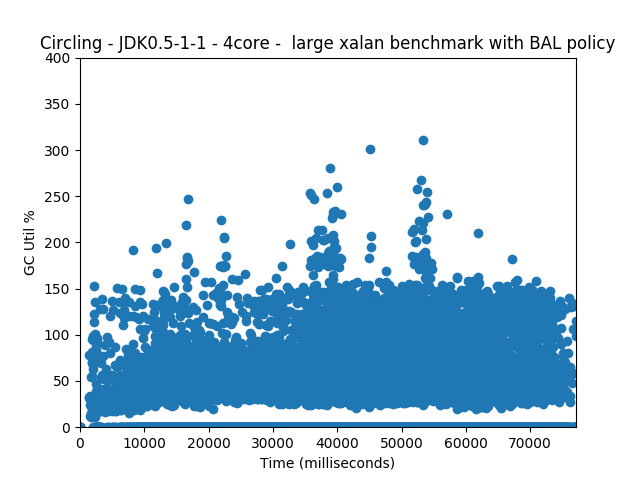 Circling - JDK0.5-1-1 - 4core -  large xalan benchmark with BAL policy
400
350
300
250
200
150
100
50
0
GC Util %
0 10000 20000 30000 40000 50000 60000 70000
Time (milliseconds)